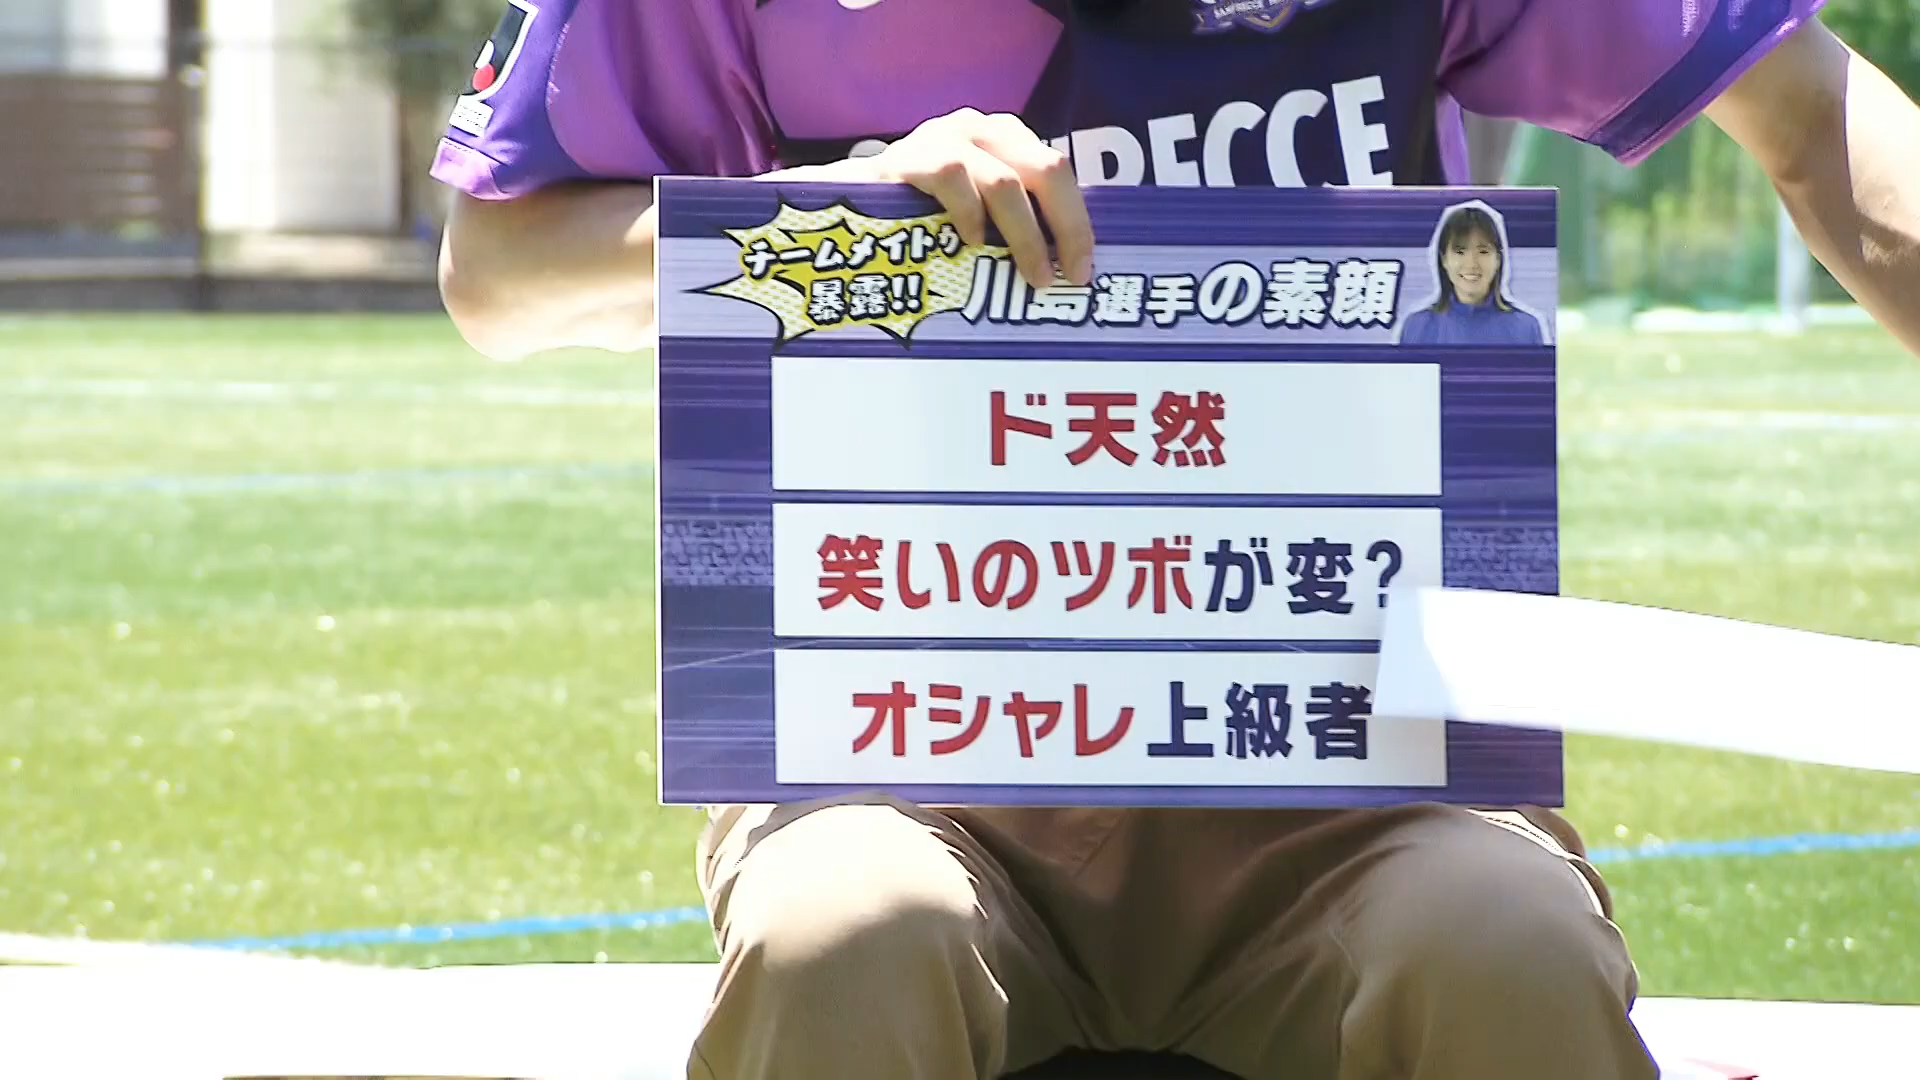 RECCE
チームメイトが
暴露!!
川島選手の素顔
ド天然
笑いのツボが変?
オシャレ上級者